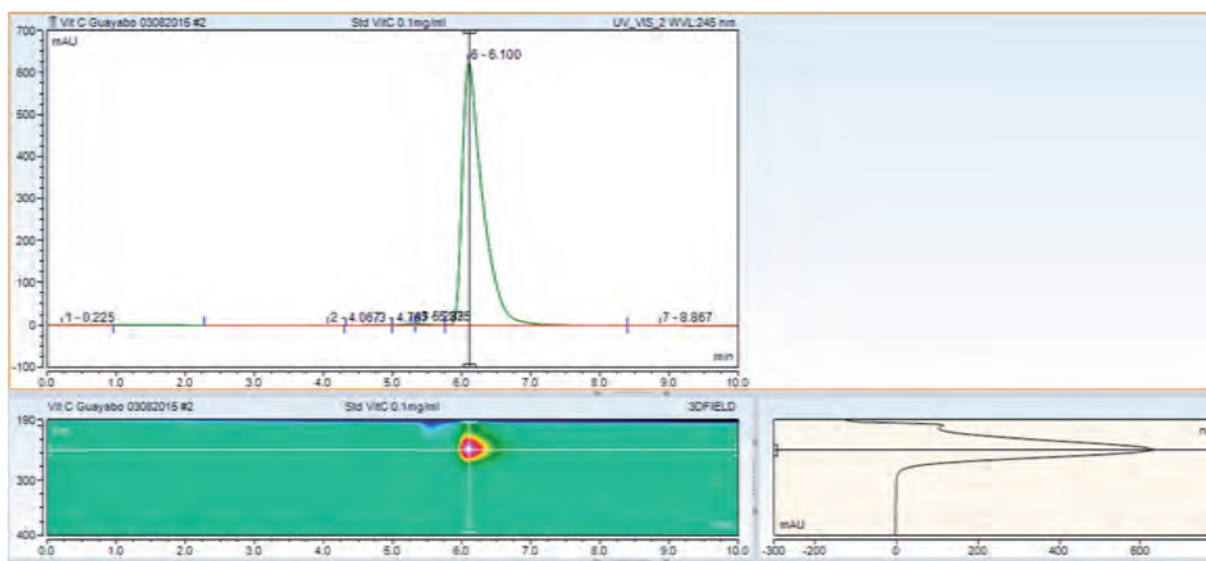 Vit C Guayabo 03082015 #2 Std VitC 0.1mg/ml UV_VIS_2 WVL:245 nm
700
mAU
6 - 6.100
600
500
400
300
200
100
1 - 0.225 2 - 4.067 7 - 8.867
0
min
-100
0.0 1.0 2.0 3.0 4.0 5.0 6.0 7.0 8.0 9.0 10.0
Vit C Guayabo 03082015 #2 Std VitC 0.1mg/ml 3DFIELD
190
300
400
0.0 1.0 2.0 3.0 4.0 5.0 6.0 7.0 8.0 9.0 10.0
n
mAU
-300 -200 0 200 400 600